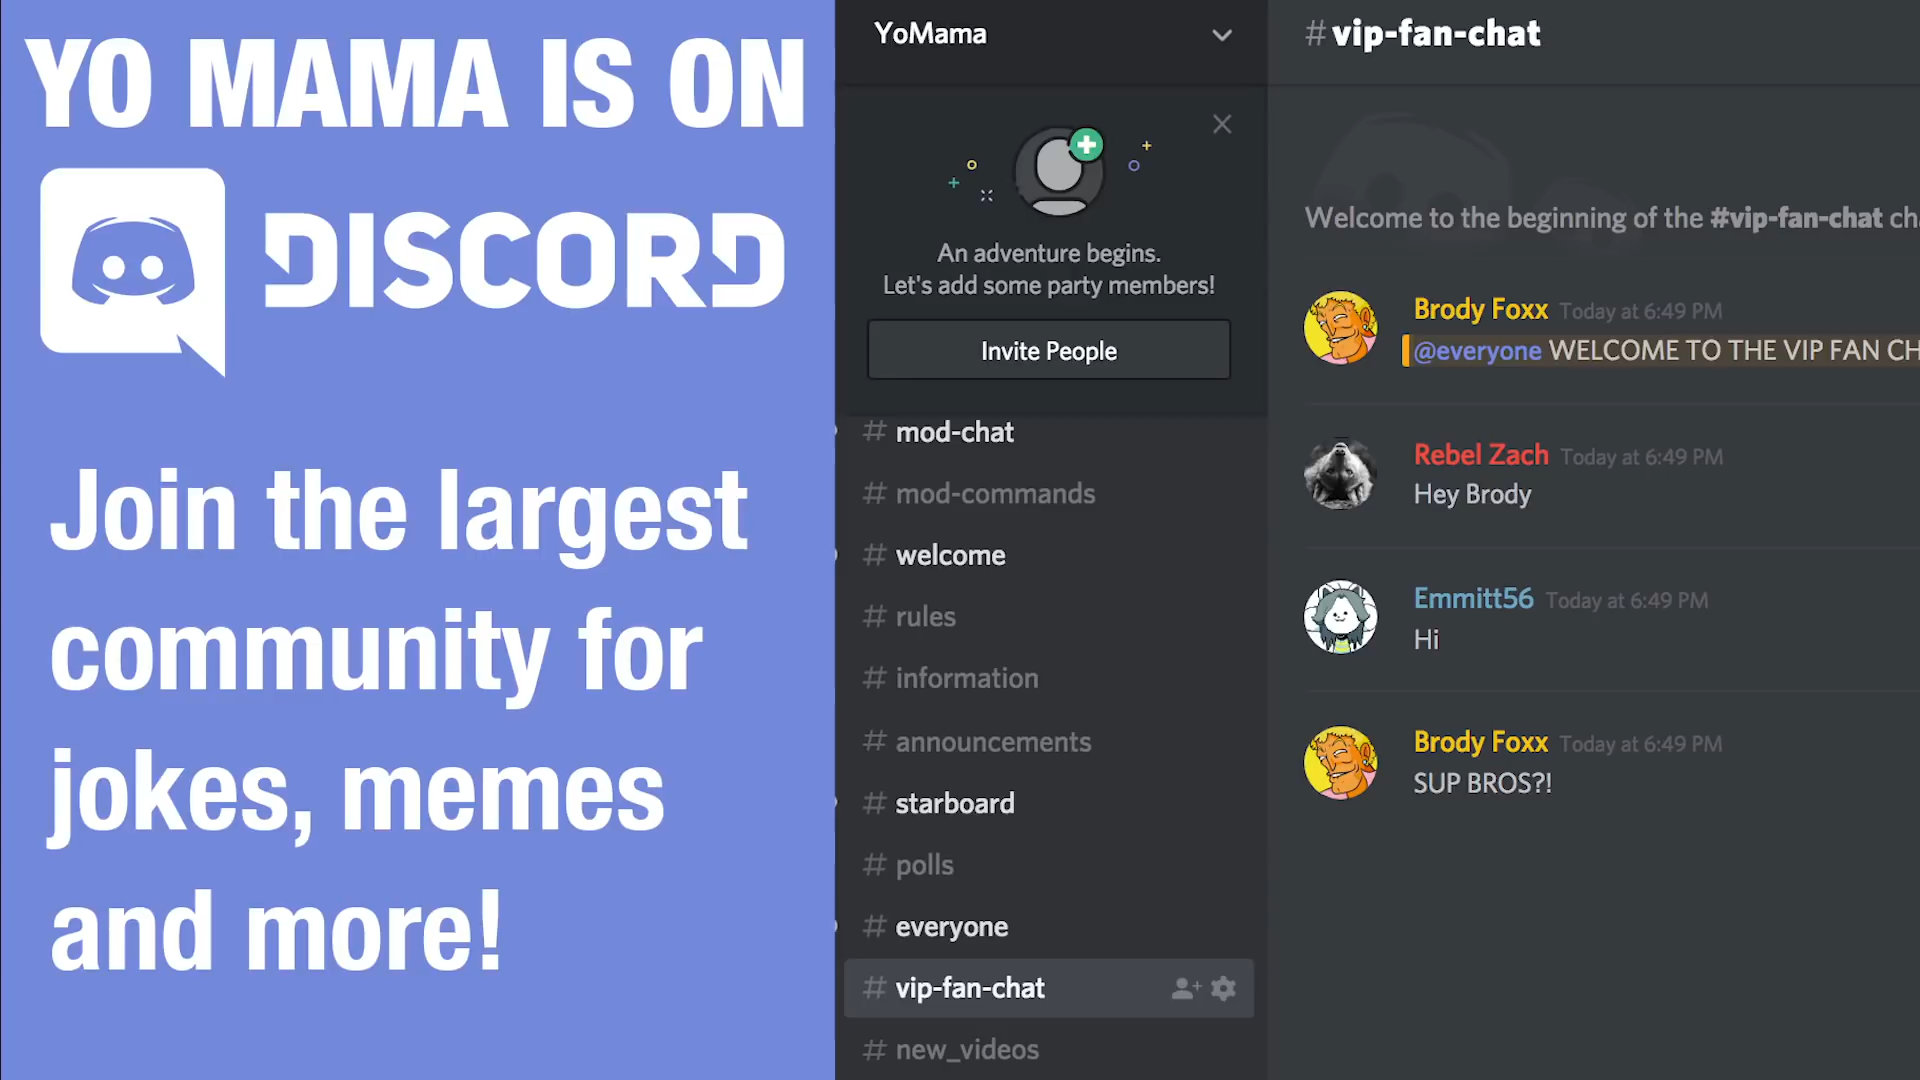 YO MAMA IS ON
DISCORD
Join the largest
community for
jokes, memes
and more!
YoMama
An adventure begins.
Let's add some party members!
Invite People
# mod-chat
# mod-commands
# welcome
# rules
# information
# announcements
# starboard
# polls
# everyone
# vip-fan-chat
# new_videos
# vip-fan-chat
Welcome to the beginning of the #vip-fan-chat
Brody Foxx Today at 6:49 PM
@everyone WELCOME TO THE VIP FAN
Rebel Zach Today at 6:49 PM
Hey Brody
Emmitt56 Today at 6:49 PM
Hi
Brody Foxx Today at 6:49 PM
SUP BROS?!